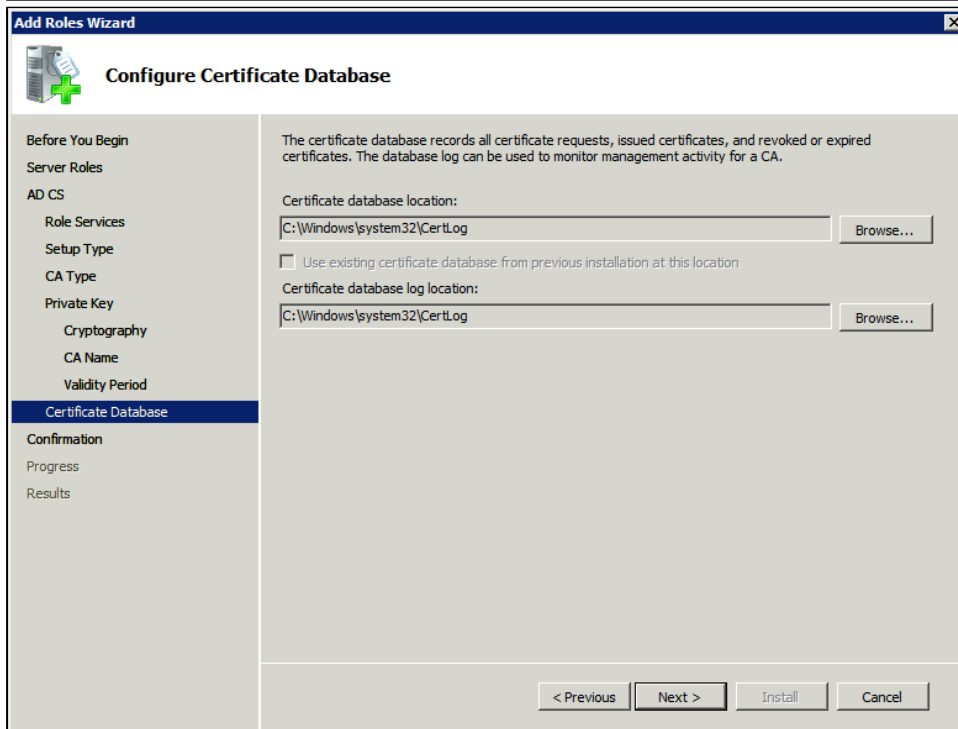 Add Roles Wizard
Configure Certificate Database
Before You Begin
Server Roles
AD CS
Role Services
Setup Type
CA Type
Private Key
Cryptography
CA Name
Validity Period
Certificate Database
Confirmation
Progress
Results
The certificate database records all certificate requests, issued certificates, and revoked or expired
certificates. The database log can be used to monitor management activity for a CA.
Certificate database location:
C:\Windows\system32\CertLog
Browse...
Use existing certificate database from previous installation at this location
Certificate database log location:
C:\Windows\system32\CertLog
Browse...
< Previous
Next >
Install
Cancel